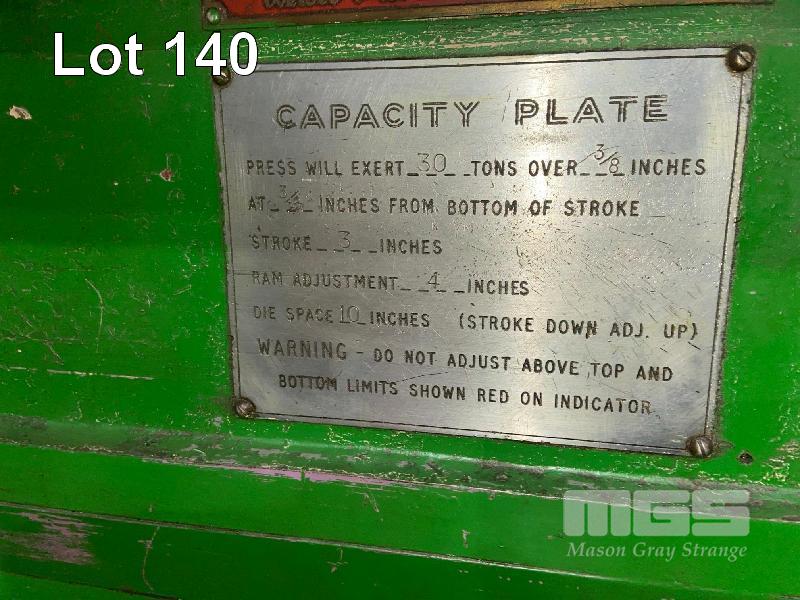 Lot 140
CAPACITY PLATE
PRESS WILL EXERT 30 TONS OVER 3/8 INCHES
AT INCHES FROM BOTTOM OF STROKE
STROKE 3 INCHES
RAM ADJUSTMENT 4 INCHES
DIE SPACE 10 INCHES (STROKE DOWN ADJ. UP)
WARNING - DO NOT ADJUST ABOVE TOP AND
BOTTOM LIMITS SHOWN RED ON INDICATOR
MGS
Mason Gray Strange